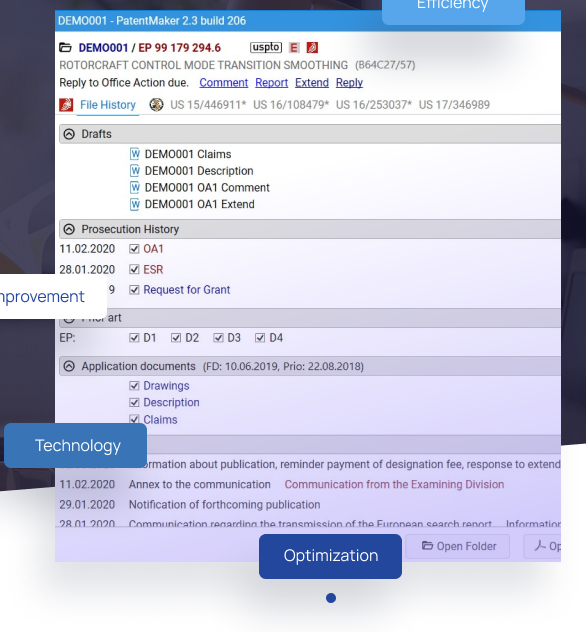 Efficiency
DEMO001 - PatentMaker 2.3 build 206
DEMO001 / EP 99 179 294.6 uspto E
ROTORCRAFT CONTROL MODE TRANSITION SMOOTHING (B64C27/57)
Reply to Office Action due. Comment Report Extend Reply
File History US 15/446911* US 16/108479* US 16/253037* US 17/346989
Drafts
W DEMO001 Claims
W DEMO001 Description
W DEMO001 OA1 Comment
W DEMO001 OA1 Extend
Prosecution History
11.02.2020 OA1
28.01.2020 ESR
9 Request for Grant
mprovement
art
EP: D1 D2 D3 D4
Application documents (FD: 10.06.2019, Prio: 22.08.2018)
Drawings
Description
Claims
Technology
ormation about publication, reminder payment of designation fee, response to extend
11.02.2020 Annex to the communication Communication from the Examining Division
29.01.2020 Notification of forthcoming publication
28.01.2020 Communication regarding the transmission of the European search report Information
Optimization
Open Folder
Op